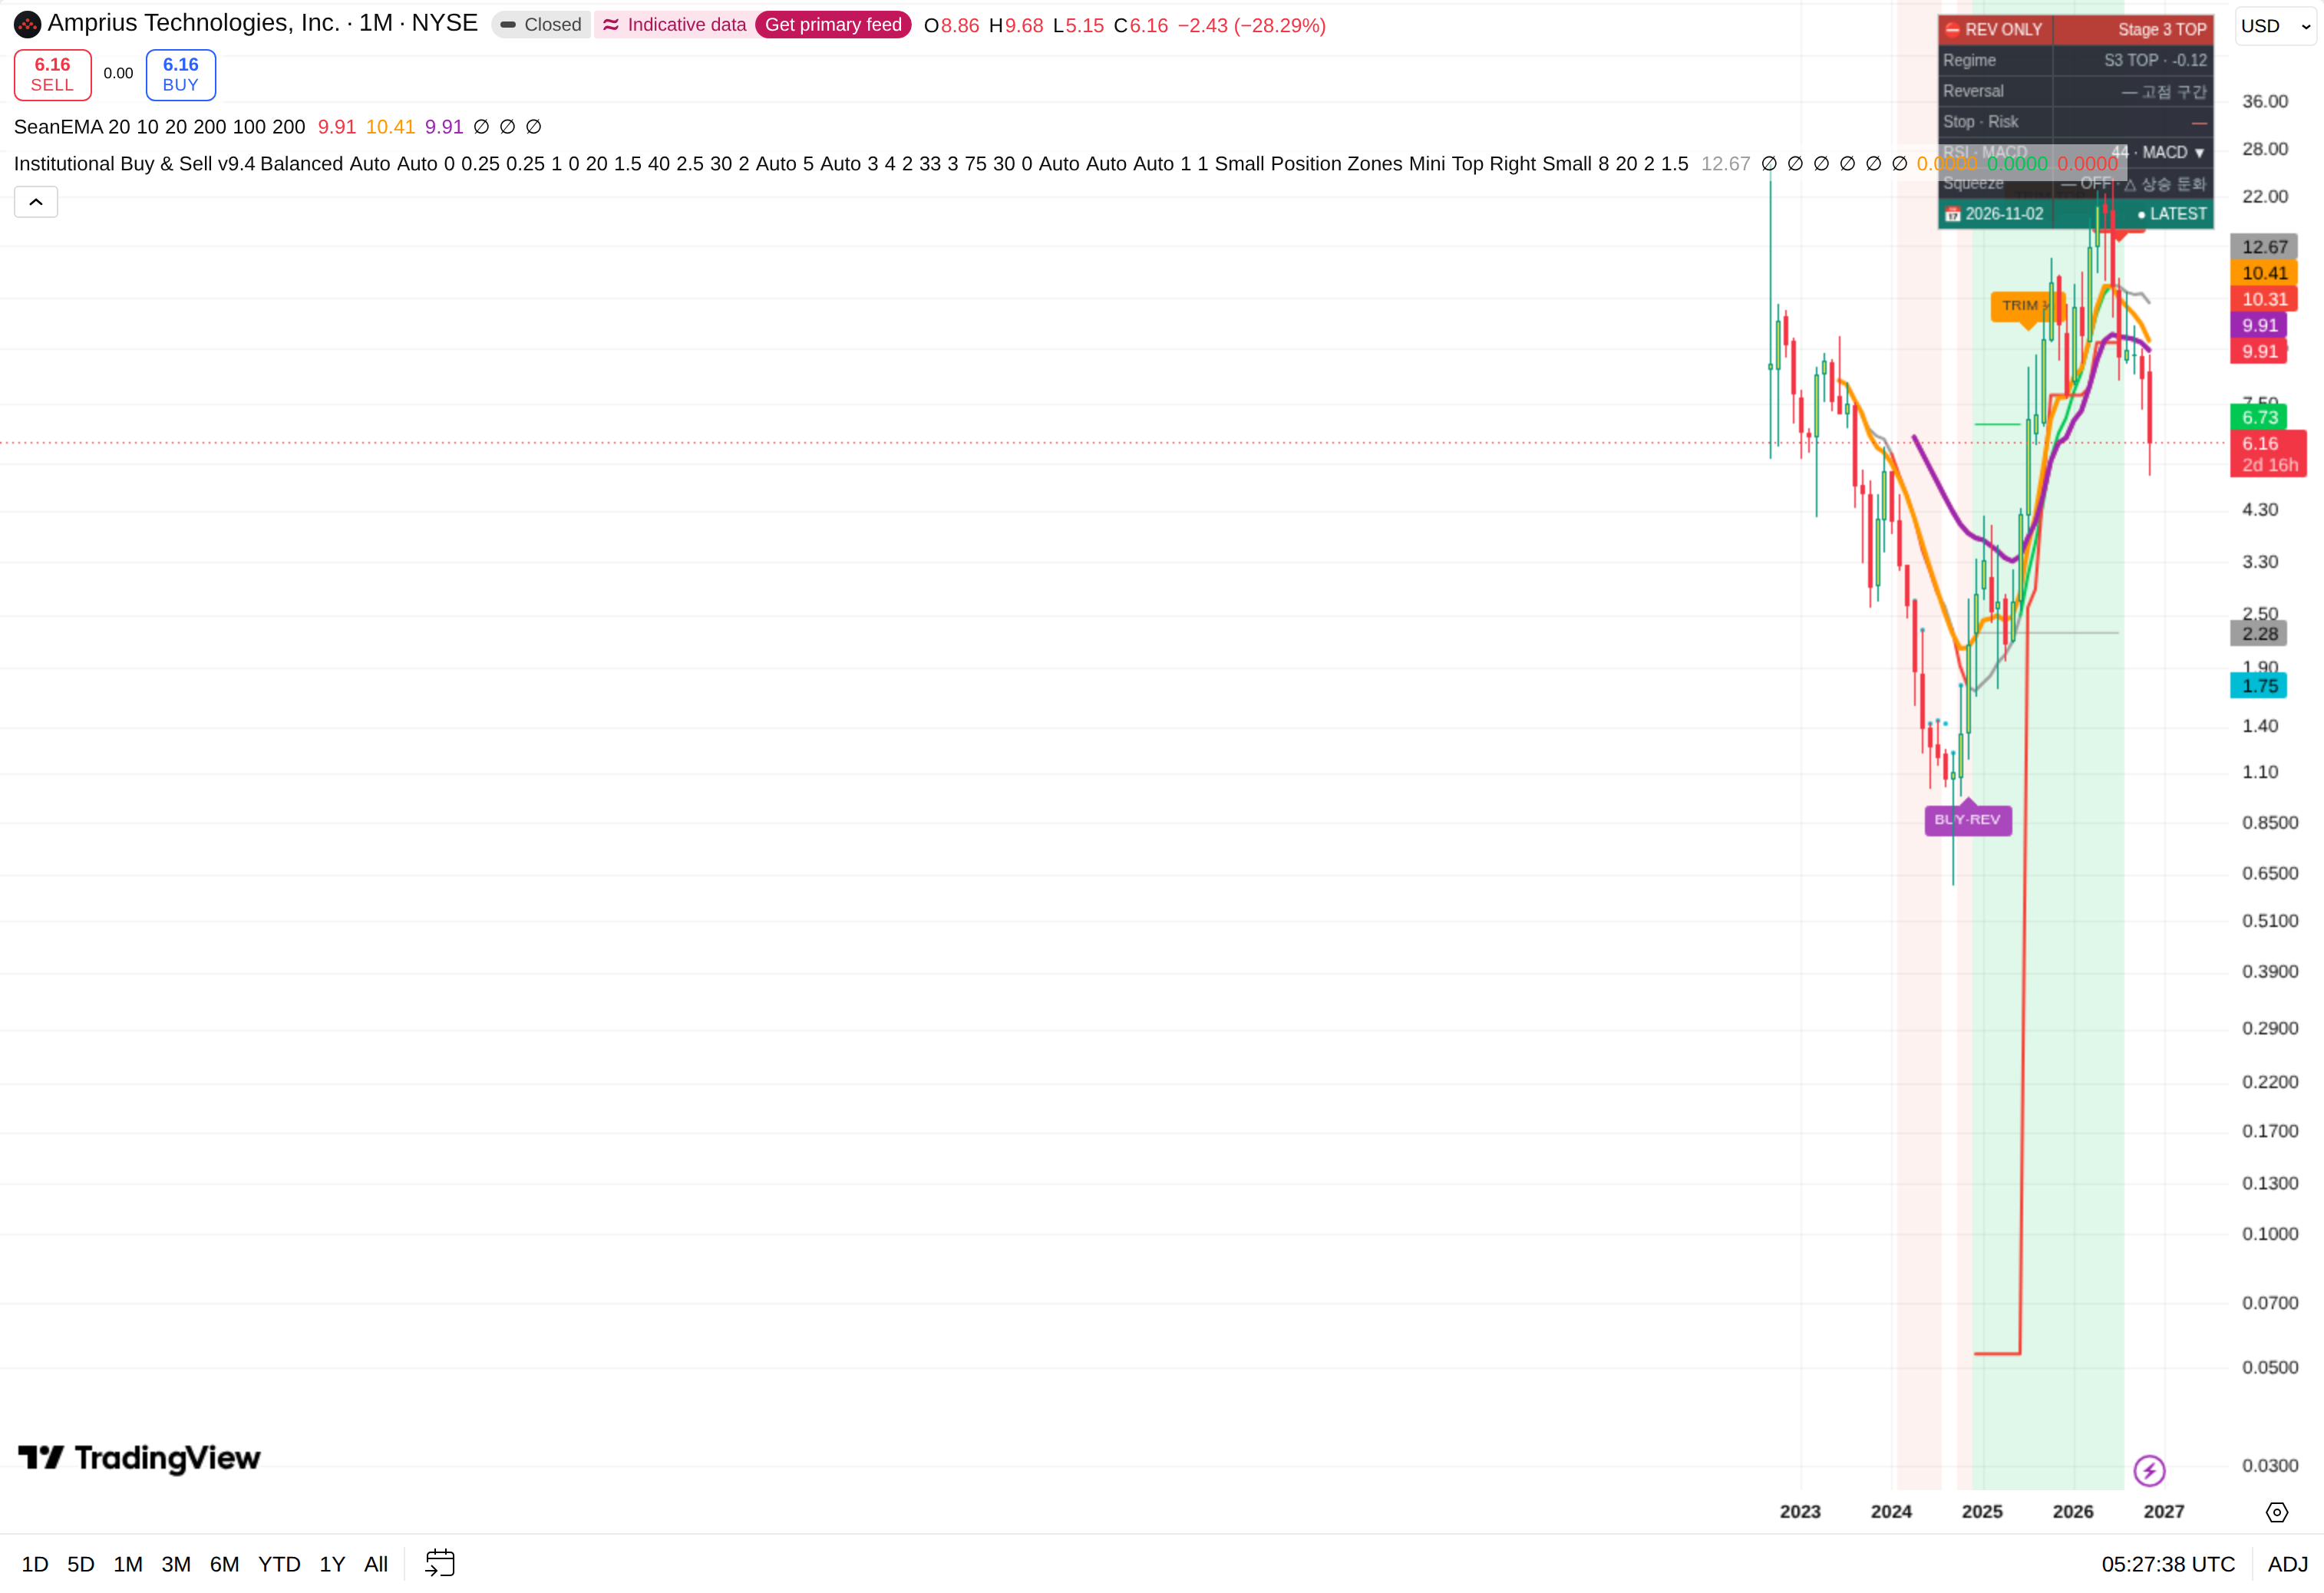 Amprius Technologies, Inc. · 1M · NYSE Closed Indicative data Get primary feed O8.86 H9.68 L5.15 C6.16 −2.43 (−28.29%)
6.16 SELL 0.00 6.16 BUY
SeanEMA 20 10 20 200 100 200 9.91 10.41 9.91 ∅ ∅ ∅
Institutional Buy & Sell v9.4 Balanced Auto Auto 0 0.25 0.25 1 0 20 1.5 40 2.5 30 2 Auto 5 Auto 3 4 2 33 3 75 30 0 Auto Auto Auto 1 1 Small Position Zones Mini Top Right Small 8 20 2 1.5 12.67 ∅ ∅ ∅ ∅ ∅ ∅ 0.0000 0.0000 0.0000
REV ONLY Stage 3 TOP
Regime S3 TOP · -0.12
Reversal — 고점 구간
Stop · Risk —
RSI · MACD 44 · MACD ▼
Squeeze — OFF · △ 상승 둔화
2026-11-02 ● LATEST
USD
36.00
28.00
22.00
12.67
10.41
10.31
9.91
9.91
7.50
6.73
6.16
2d 16h
4.30
3.30
2.50
2.28
1.90
1.75
1.40
1.10
0.8500
0.6500
0.5100
0.3900
0.2900
0.2200
0.1700
0.1300
0.1000
0.0700
0.0500
0.0300
TRIM
BUY-REV
TradingView
2023 2024 2025 2026 2027
1D 5D 1M 3M 6M YTD 1Y All
05:27:38 UTC ADJ